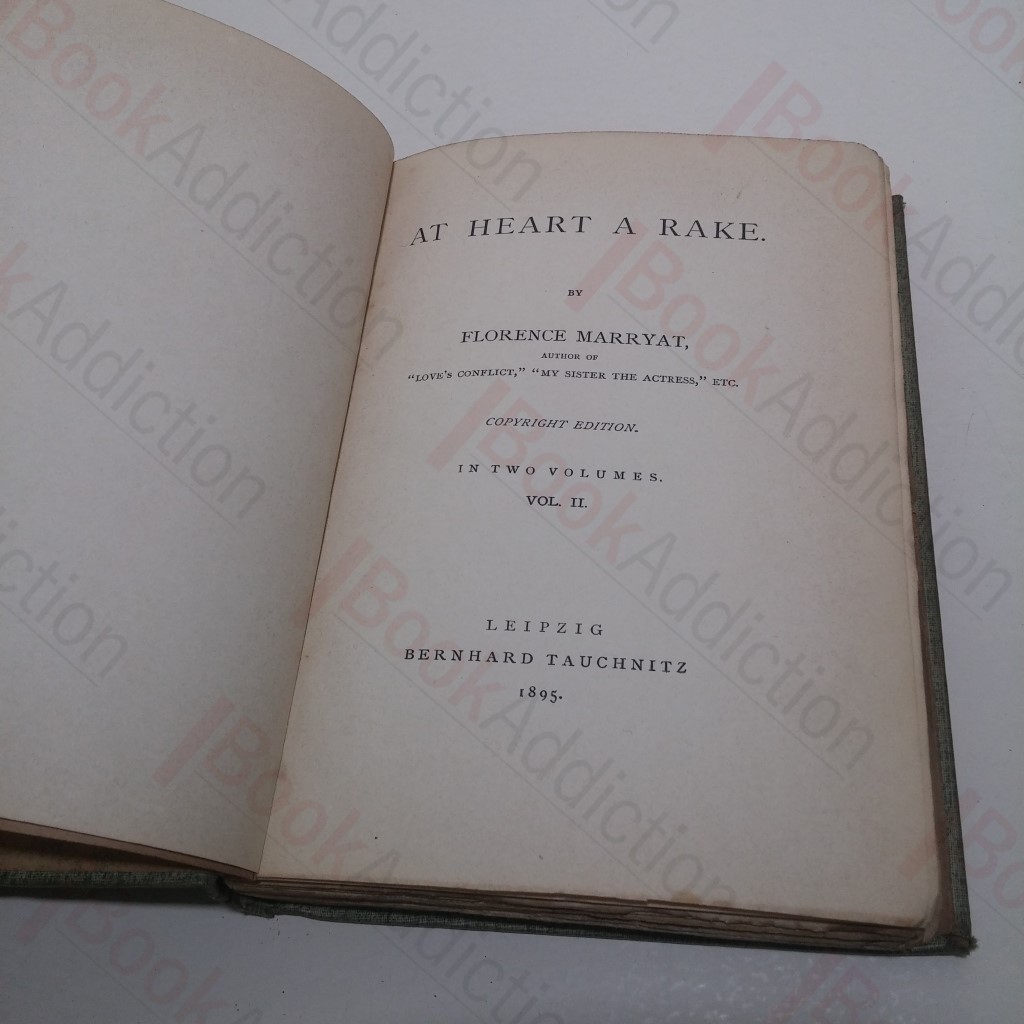 AT HEART A RAKE.
BY
FLORENCE MARRYAT,
AUTHOR OF
“LOVE'S CONFLICT,” “MY SISTER THE ACTRESS,” ETC.
COPYRIGHT EDITION.
IN TWO VOLUMES.
VOL. II.
LEIPZIG
BERNHARD TAUCHNITZ
1895.
BookAddiction